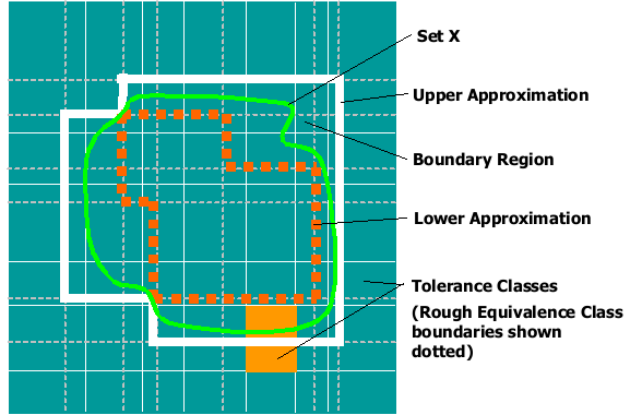 Set X
Upper Approximation
Boundary Region
Lower Approximation
Tolerance Classes
(Rough Equivalence Class
boundaries shown
dotted)